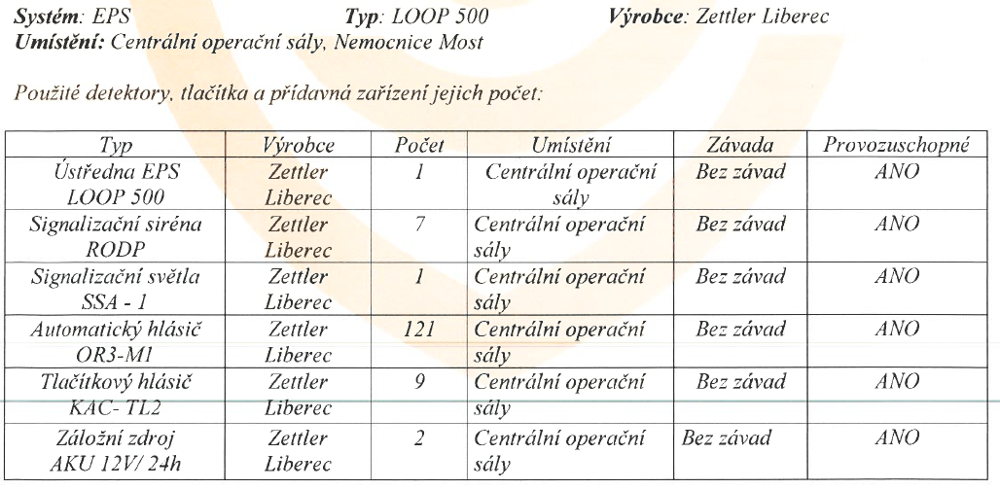 Systém: EPS Typ: LOOP 500 Výrobce: Zettler Liberec
Umístění: Centrální operační sály, Nemocnice Most
Použité detektory, tlačítka a přídavná zařízení jejich počet:
Typ Výrobce Počet Umístění Závada Provozuschopné
Ústředna EPS Zettler 1 Centrální operační Bez závad ANO
LOOP 500 Liberec sály
Signalizační siréna Zettler 7 Centrální operační Bez závad ANO
RODP Liberec sály
Signalizační světla Zettler 1 Centrální operační Bez závad ANO
SSA - 1 Liberec sály
Automatický hlásič Zettler 121 Centrální operační Bez závad ANO
OR3-M1 Liberec sály
Tlačítkový hlásič Zettler 9 Centrální operační Bez závad ANO
KAC- TL2 Liberec sály
Záložní zdroj Zettler 2 Centrální operační Bez závad ANO
AKU 12V/ 24h Liberec sály